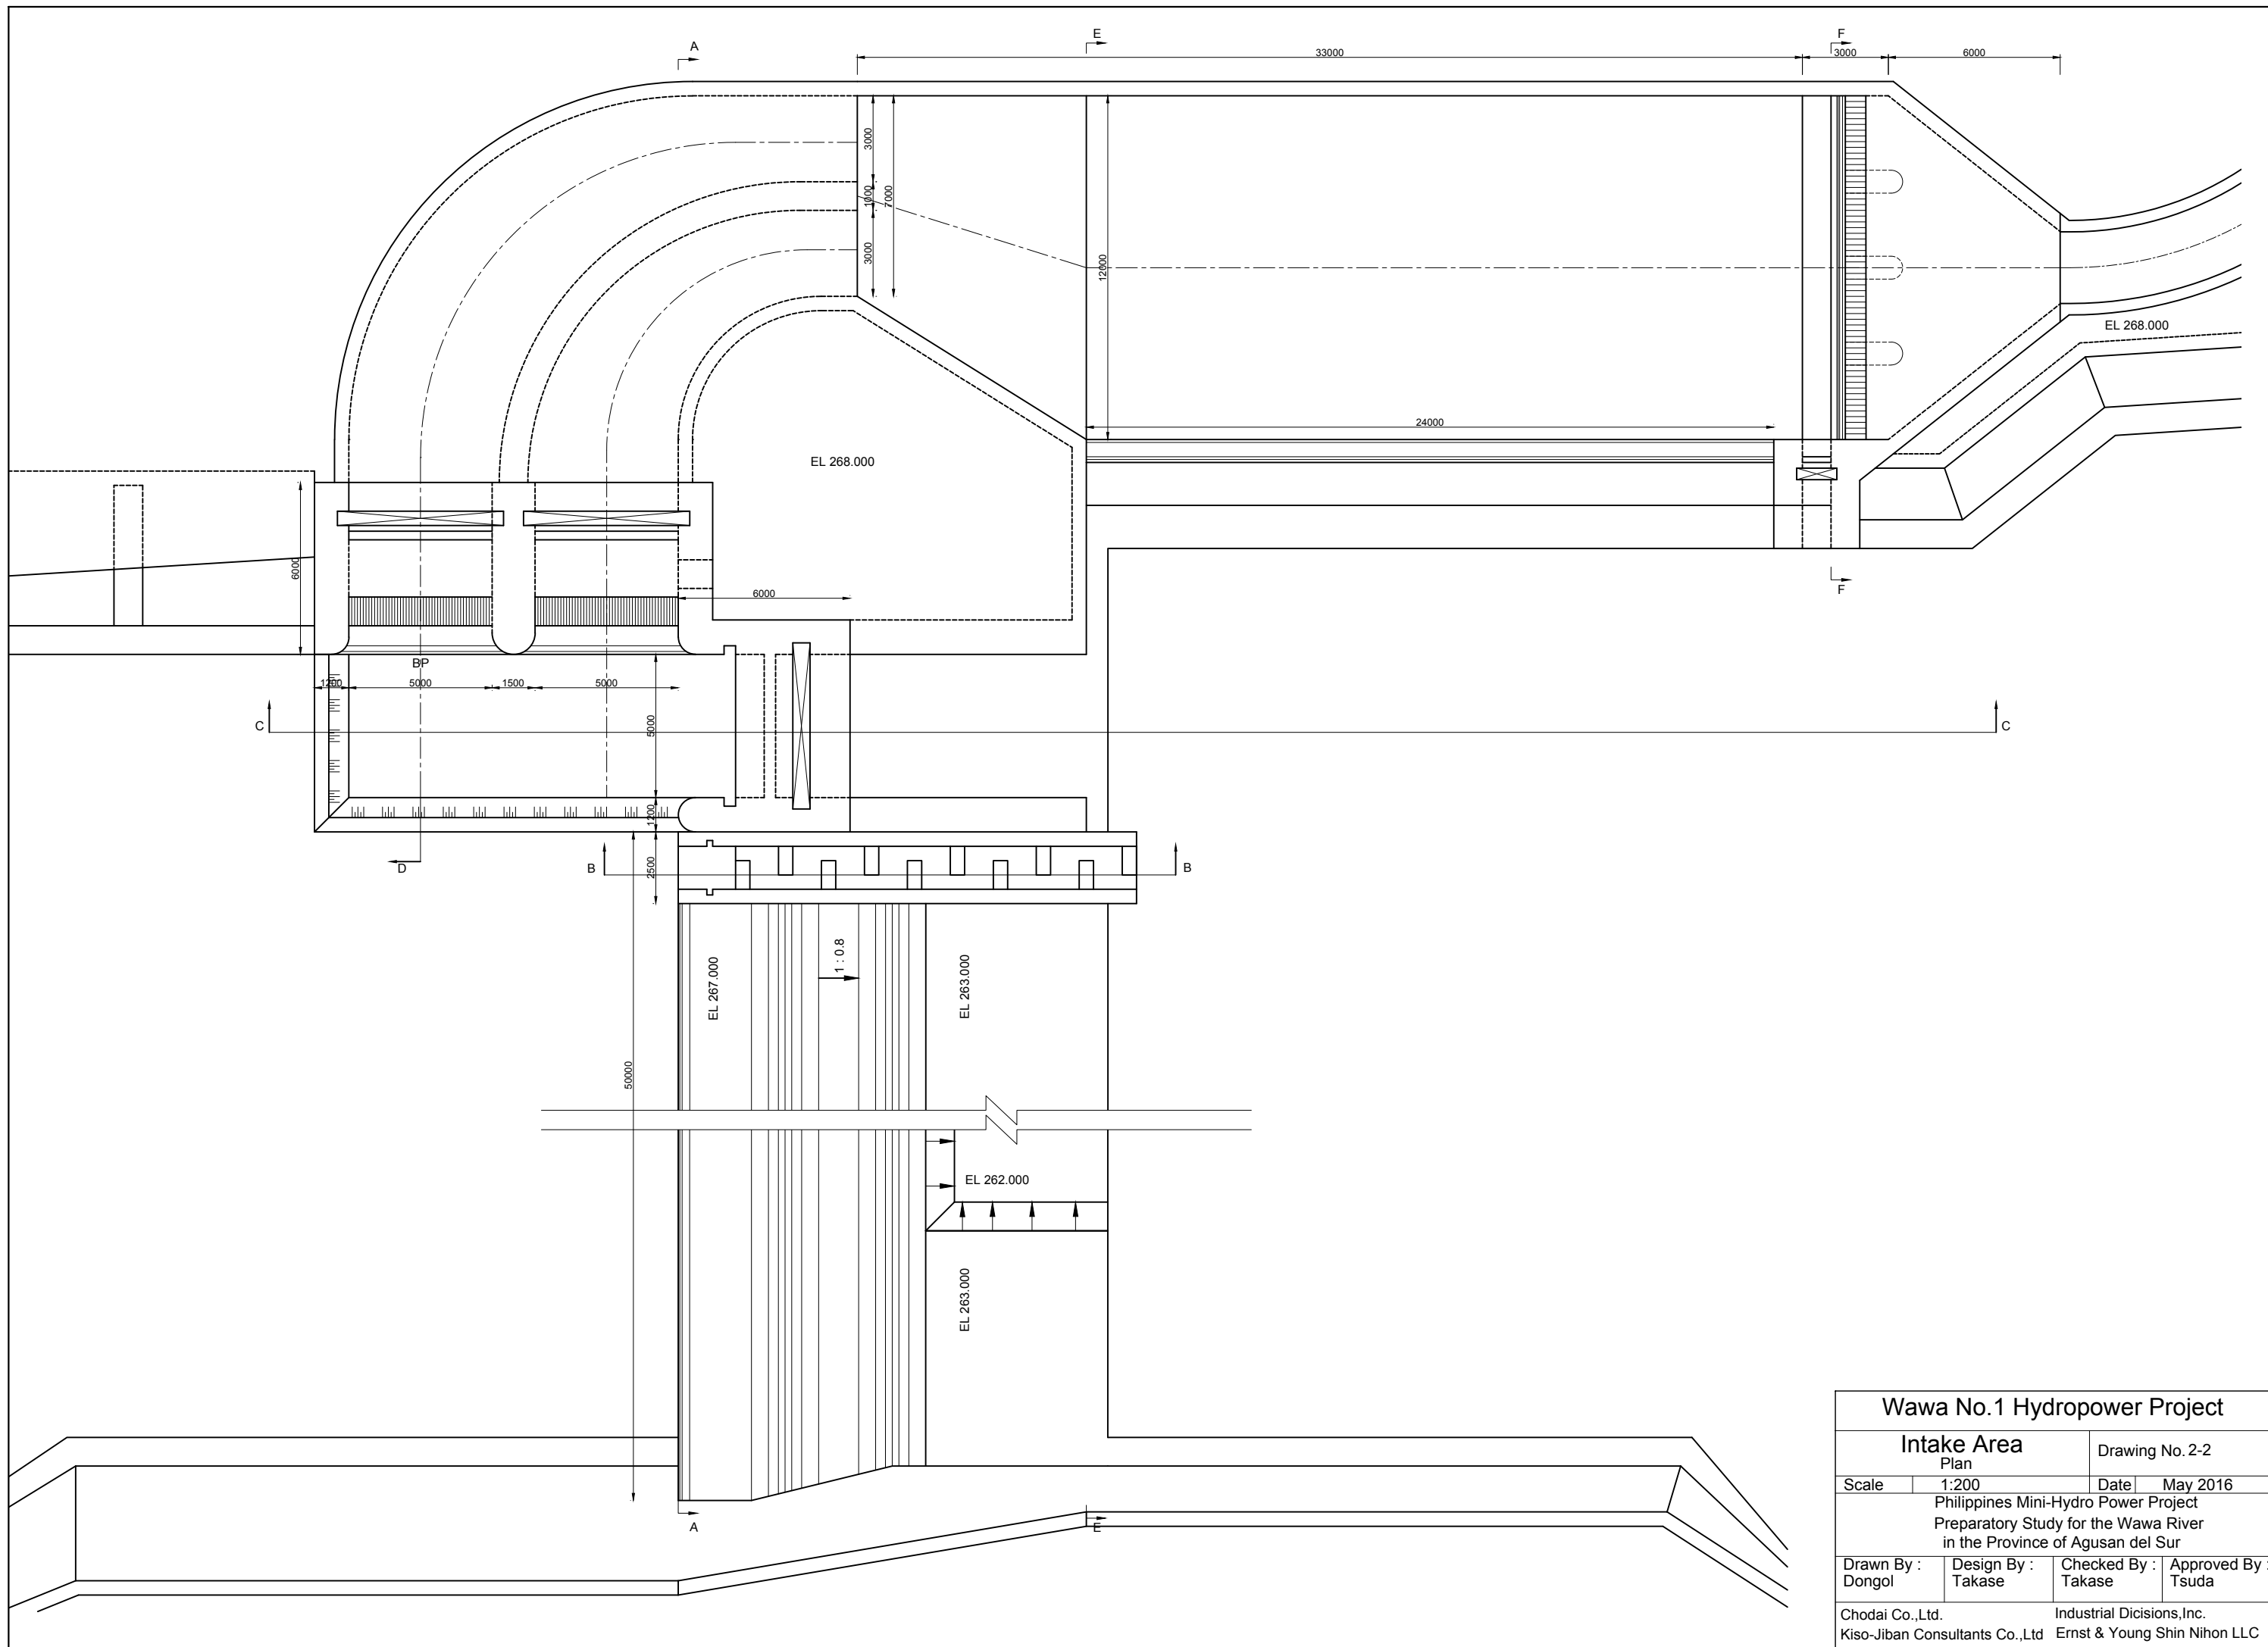 A
E
F
33000
3000
6000
3000
1000
7000
3000
12000
EL 268.000
24000
EL 268.000
6000
6000
F
BP
1200
5000
1500
5000
5000
C
C
1200
D
B
2500
B
EL 267.000
1 : 0.8
EL 263.000
50000
EL 262.000
EL 263.000
A
E
Wawa No.1 Hydropower Project
Intake Area
Plan
Drawing No. 2-2
Scale 1:200 Date May 2016
Philippines Mini-Hydro Power Project
Preparatory Study for the Wawa River
in the Province of Agusan del Sur
Drawn By : Design By : Checked By : Approved By :
Dongol Takase Takase Tsuda
Chodai Co.,Ltd. Industrial Dicisions,Inc.
Kiso-Jiban Consultants Co.,Ltd Ernst & Young Shin Nihon LLC